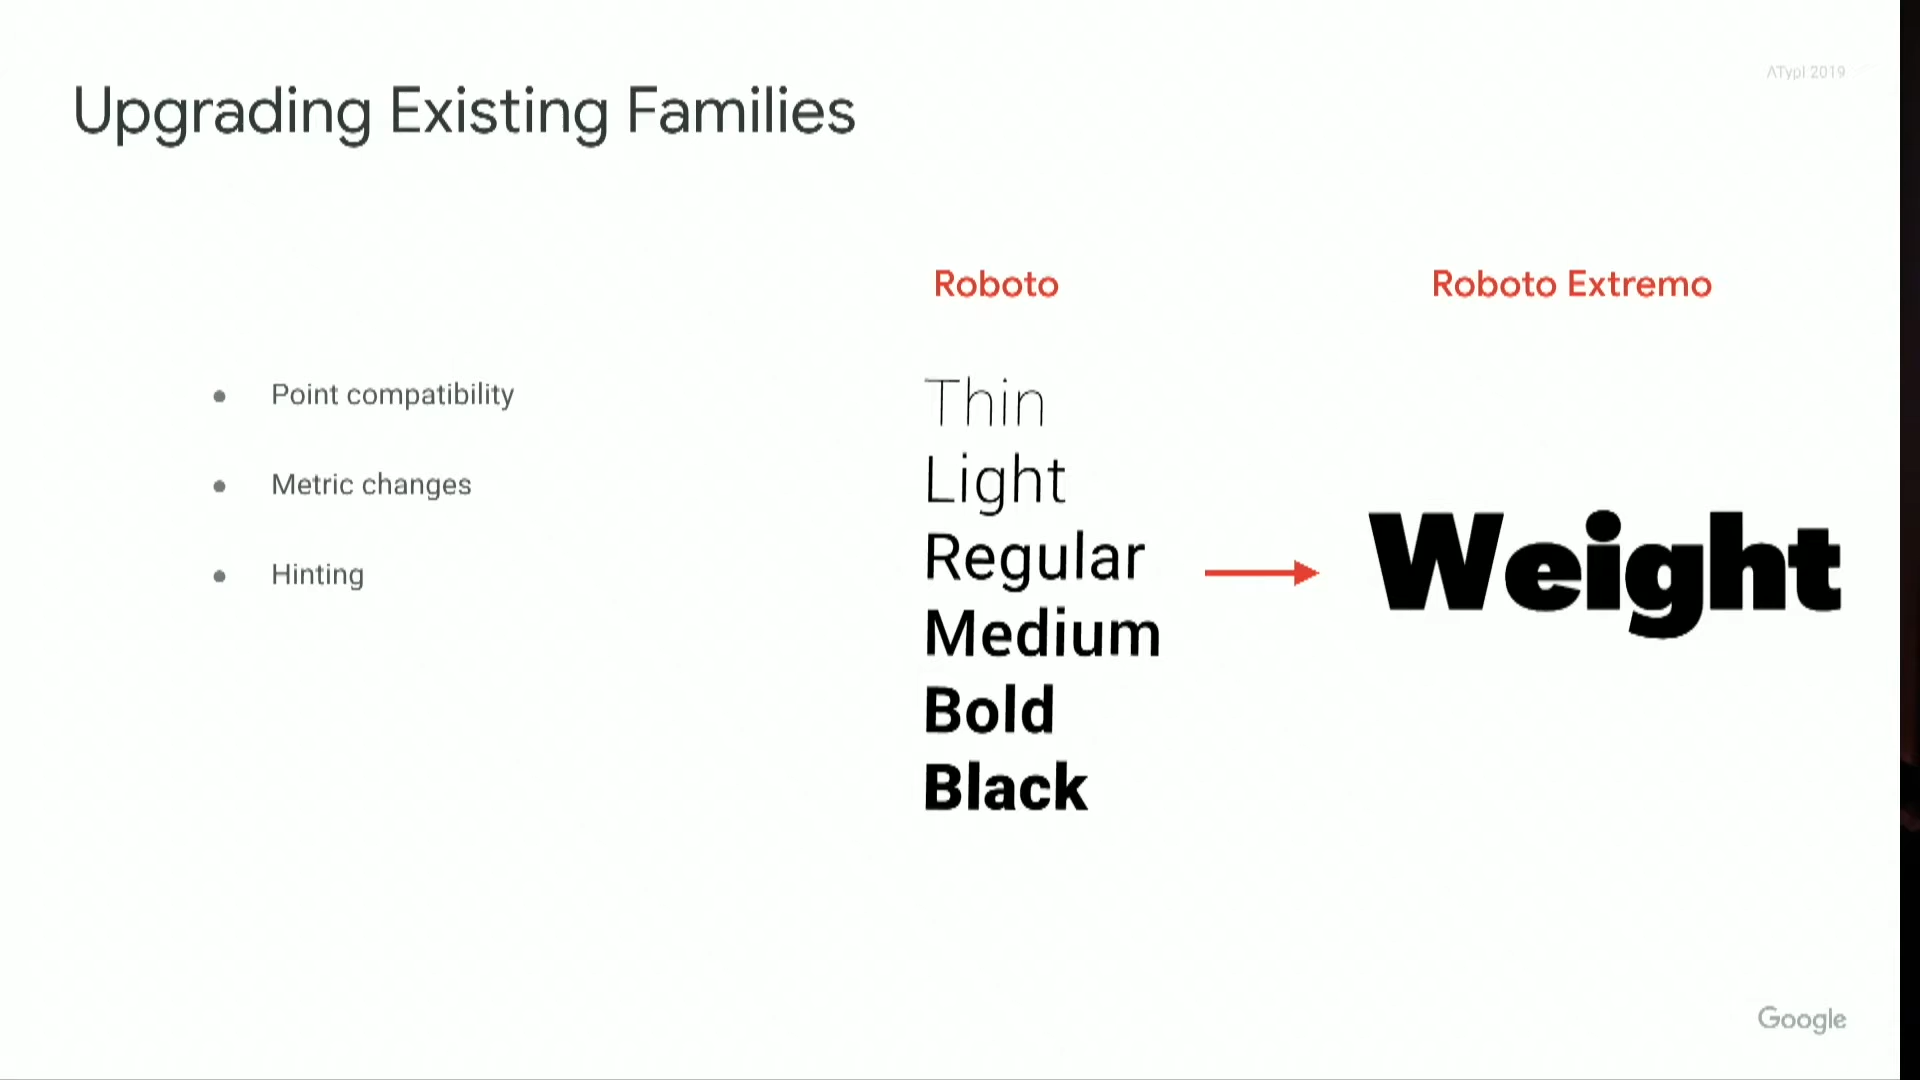 ATypI 2019
Upgrading Existing Families
Roboto
Roboto Extremo
Point compatibility
Metric changes
Hinting
Thin
Light
Regular
Medium
Bold
Black
Weight
Google